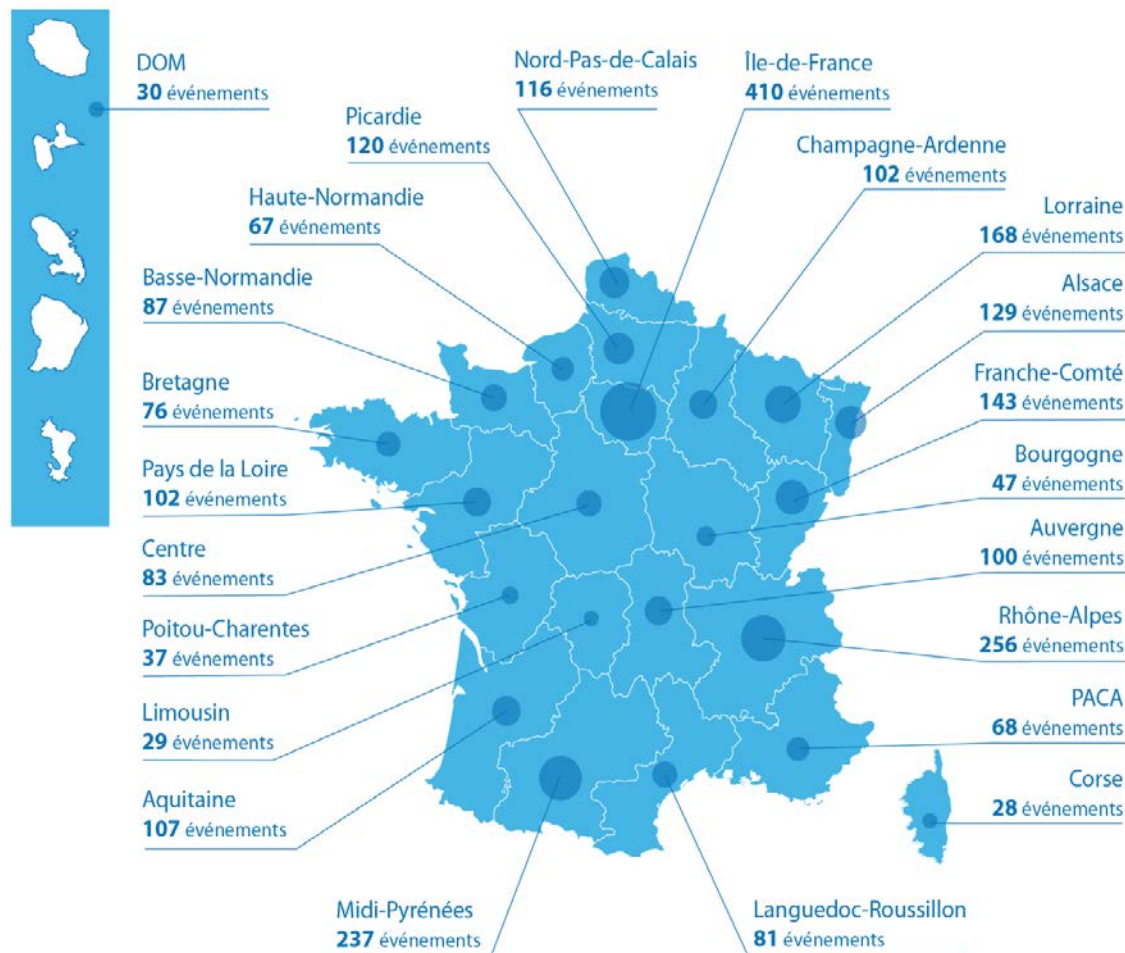 DOM
30 événements
Nord-Pas-de-Calais
116 événements
Île-de-France
410 événements
Picardie
120 événements
Champagne-Ardenne
102 événements
Haute-Normandie
67 événements
Lorraine
168 événements
Basse-Normandie
87 événements
Alsace
129 événements
Bretagne
76 événements
Franche-Comté
143 événements
Pays de la Loire
102 événements
Bourgogne
47 événements
Centre
83 événements
Auvergne
100 événements
Poitou-Charentes
37 événements
Rhône-Alpes
256 événements
Limousin
29 événements
PACA
68 événements
Aquitaine
107 événements
Corse
28 événements
Midi-Pyrénées
237 événements
Languedoc-Roussillon
81 événements